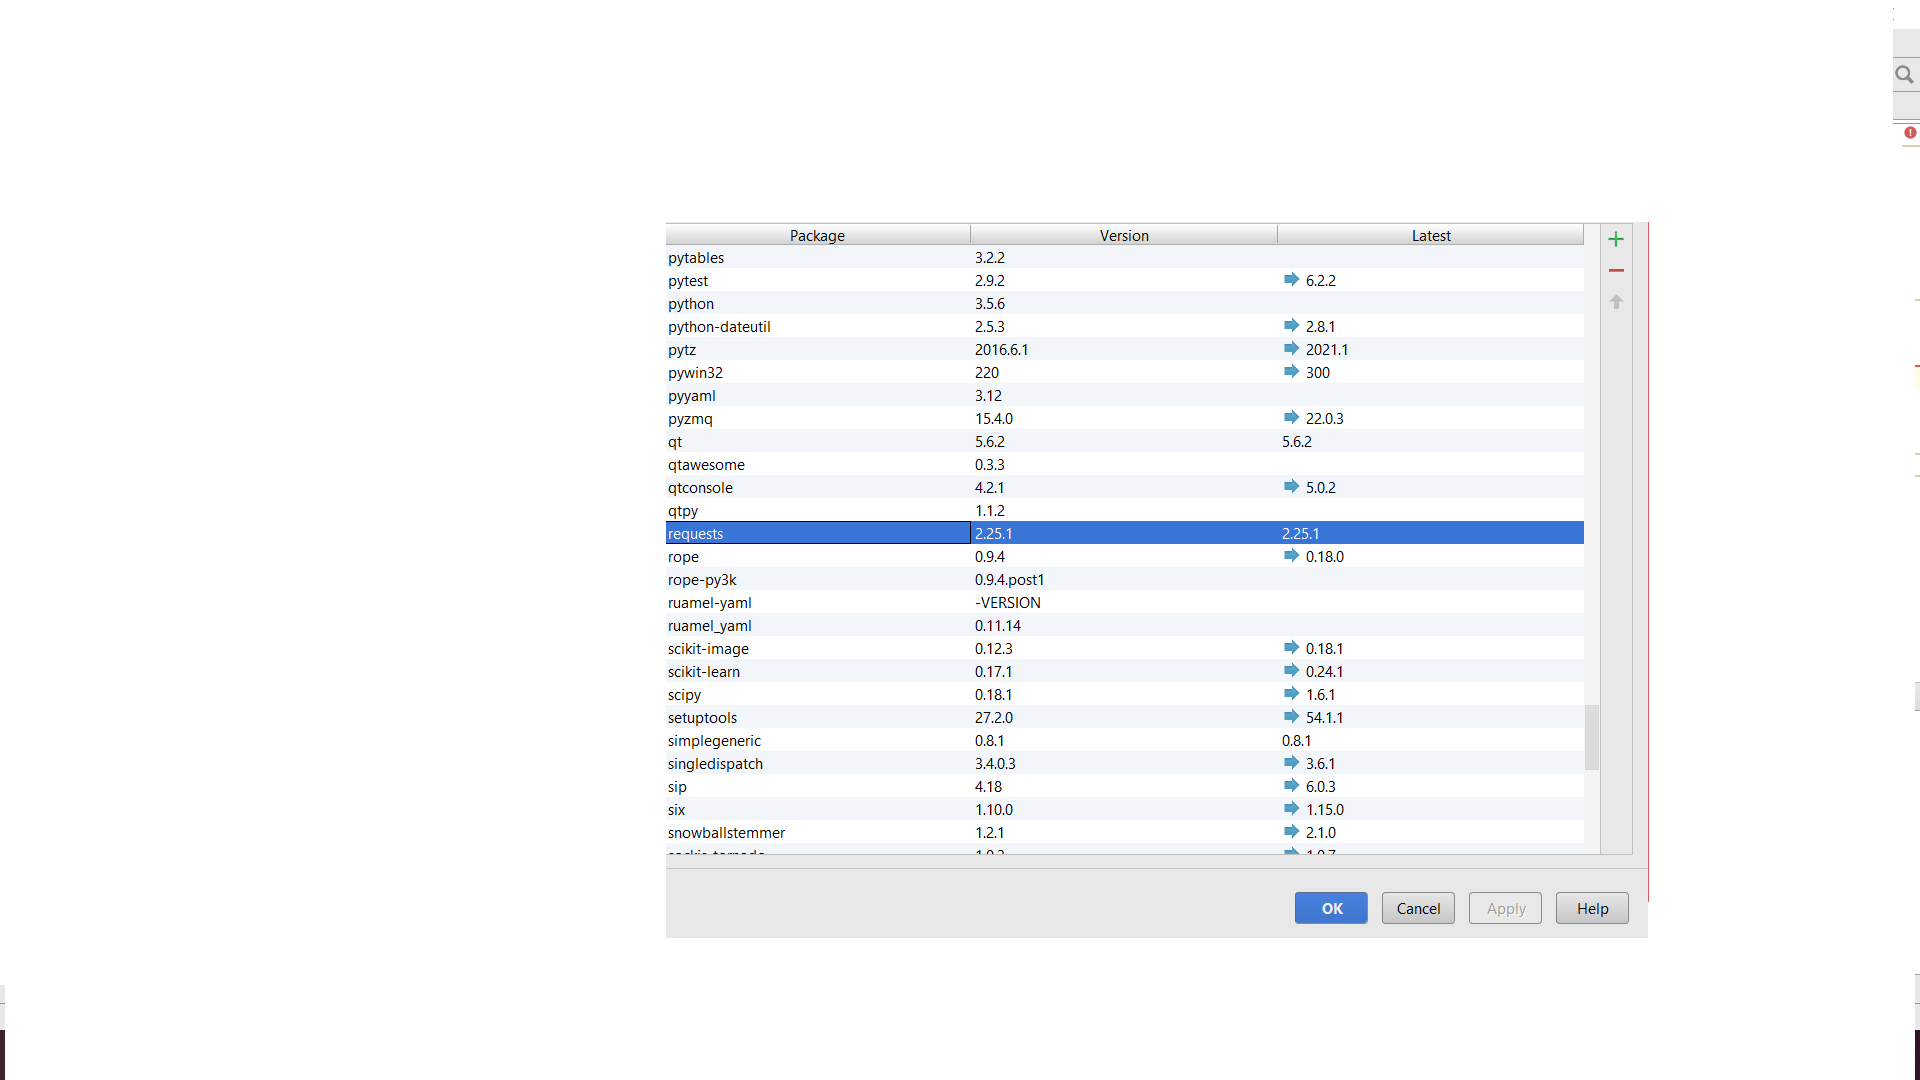 Package Version Latest
pytables 3.2.2
pytest 2.9.2 6.2.2
python 3.5.6
python-dateutil 2.5.3 2.8.1
pytz 2016.6.1 2021.1
pywin32 220 300
pyyaml 3.12
pyzmq 15.4.0 22.0.3
qt 5.6.2 5.6.2
qtawesome 0.3.3
qtconsole 4.2.1 5.0.2
qtpy 1.1.2
requests 2.25.1 2.25.1
rope 0.9.4 0.18.0
rope-py3k 0.9.4.post1
ruamel-yaml -VERSION
ruamel_yaml 0.11.14
scikit-image 0.12.3 0.18.1
scikit-learn 0.17.1 0.24.1
scipy 0.18.1 1.6.1
setuptools 27.2.0 54.1.1
simplegeneric 0.8.1 0.8.1
singledispatch 3.4.0.3 3.6.1
sip 4.18 6.0.3
six 1.10.0 1.15.0
snowballstemmer 1.2.1 2.1.0
OK Cancel Apply Help